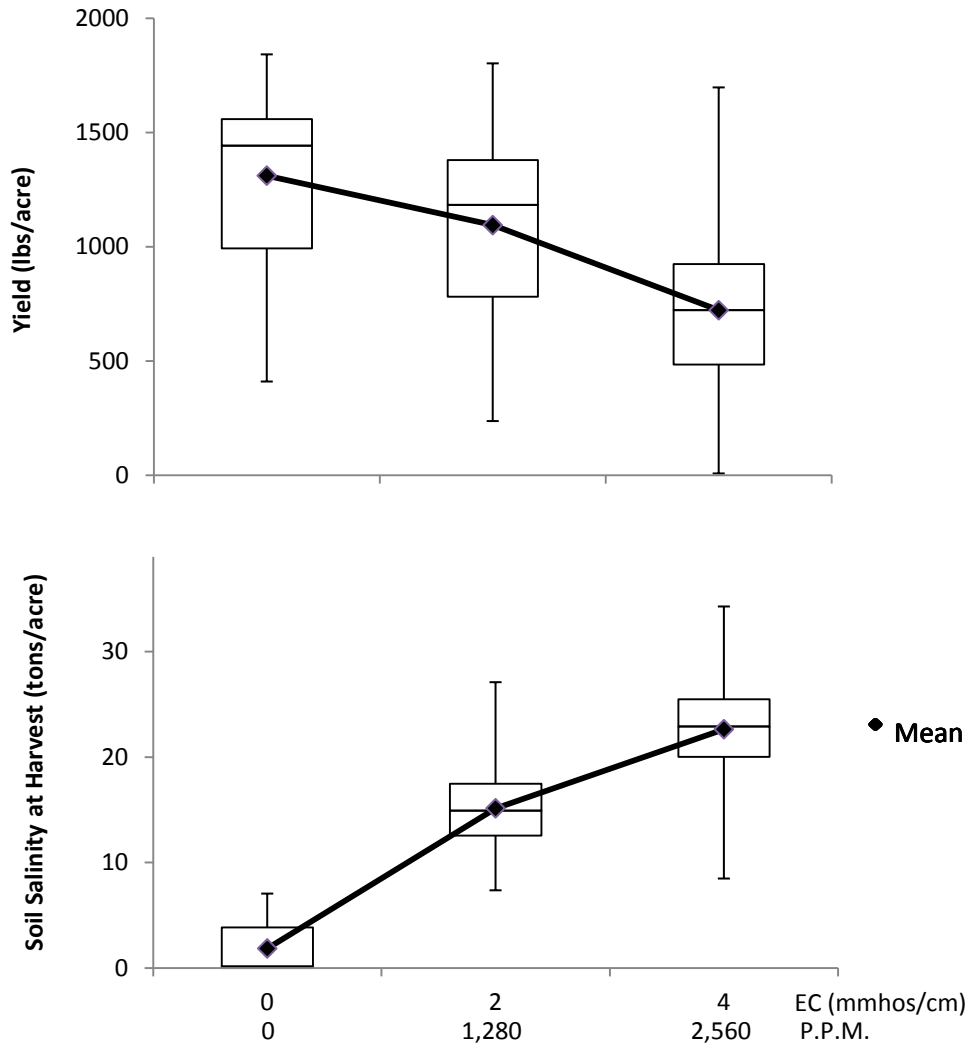 2000
1500
1000
500
0
Yield (lbs/acre)
30
20
10
0
Soil Salinity at Harvest (tons/acre)
Mean
0 2 4 EC (mmhos/cm)
0 1,280 2,560 P.P.M.